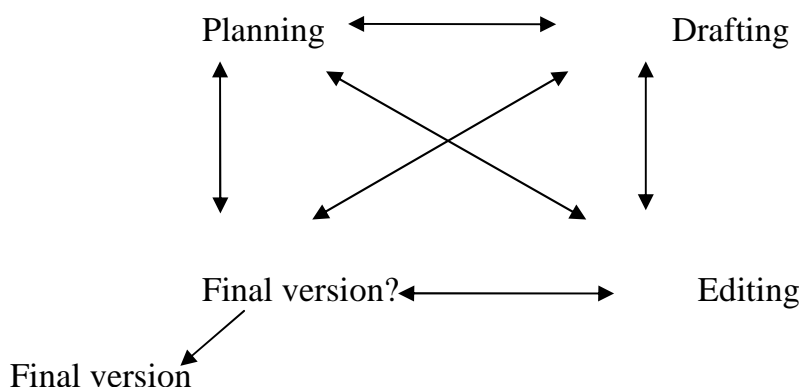 Planning Drafting
Final version? Editing
Final version